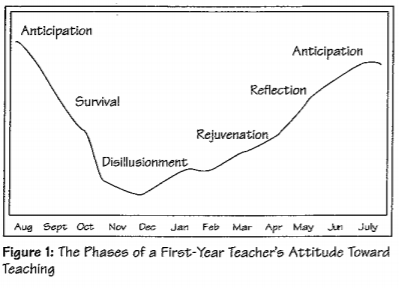 Anticipation
Anticipation
Reflection
Survival
Rejuvenation
Disillusionment
Aug Sept Oct Nov Dec Jan Feb Mar Apr May Jun July
Figure 1: The Phases of a First-Year Teacher's Attitude Toward
Teaching